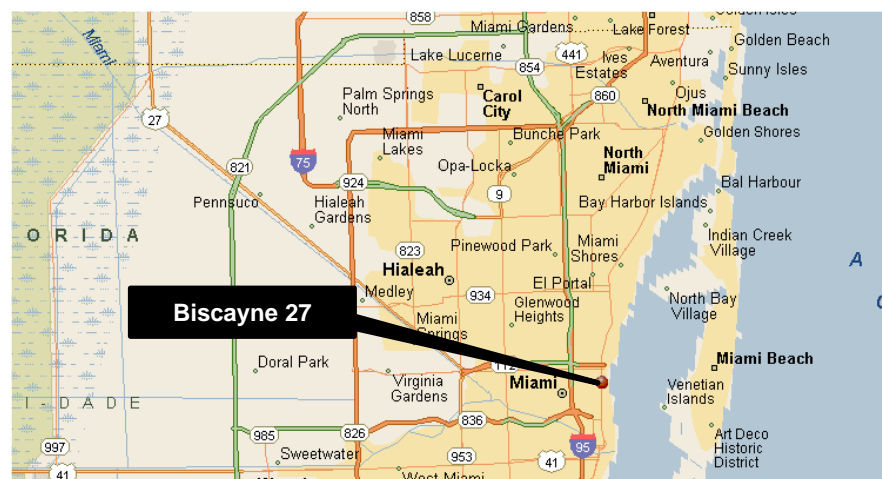 858
Miami Gardens
Lake Forest
Golden Beach
Miami
Lake Lucerne
441
Ives
Estates
Aventura
Sunny Isles
854
Palm Springs
North
Carol
City
860
Ojus
North Miami Beach
27
Miami
Lakes
Bunche Park
Golden Shores
75
821
Opa-Locka
North
Miami
924
9
Bal Harbour
Pennsuco
Hialeah
Gardens
Bay Harbor Islands
O R I D A
823
Pinewood Park
Miami
Shores
Indian Creek
Village
A
Hialeah
El Portal
Medley
934
Glenwood
Heights
North Bay
Village
Biscayne 27
Miami
Springs
Doral Park
112
Miami Beach
Virginia
Gardens
Miami
Venetian
Islands
I - D A D E
836
985
826
Art Deco
Historic
District
997
Sweetwater
953
95
41
West Miami
41